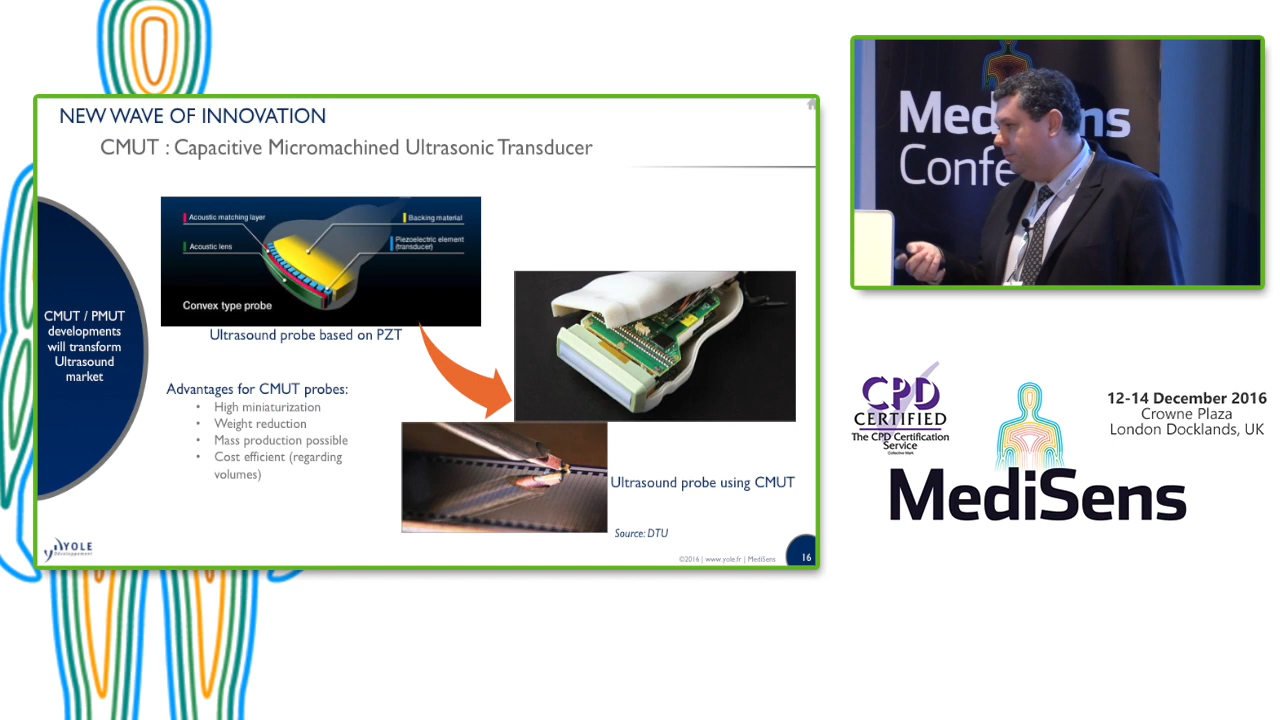 NEW WAVE OF INNOVATION
CMUT : Capacitive Micromachined Ultrasonic Transducer
CMUT / PMUT
developments
will transform
Ultrasound
market
Acoustic matching layer
Backing material
Acoustic lens
Piezoelectric element
(transducer)
Convex type probe
Ultrasound probe based on PZT
Advantages for CMUT probes:
• High miniaturization
• Weight reduction
• Mass production possible
• Cost efficient (regarding
volumes)
Ultrasound probe using CMUT
Source: DTU
YOLE
Développement
©2016 | www.yole.fr | MediSens
16
MediSens
Confe
CPD
CERTIFIED
The CPD Certification
Service
Collective Mark
12-14 December 2016
Crowne Plaza
London Docklands, UK
MediSens